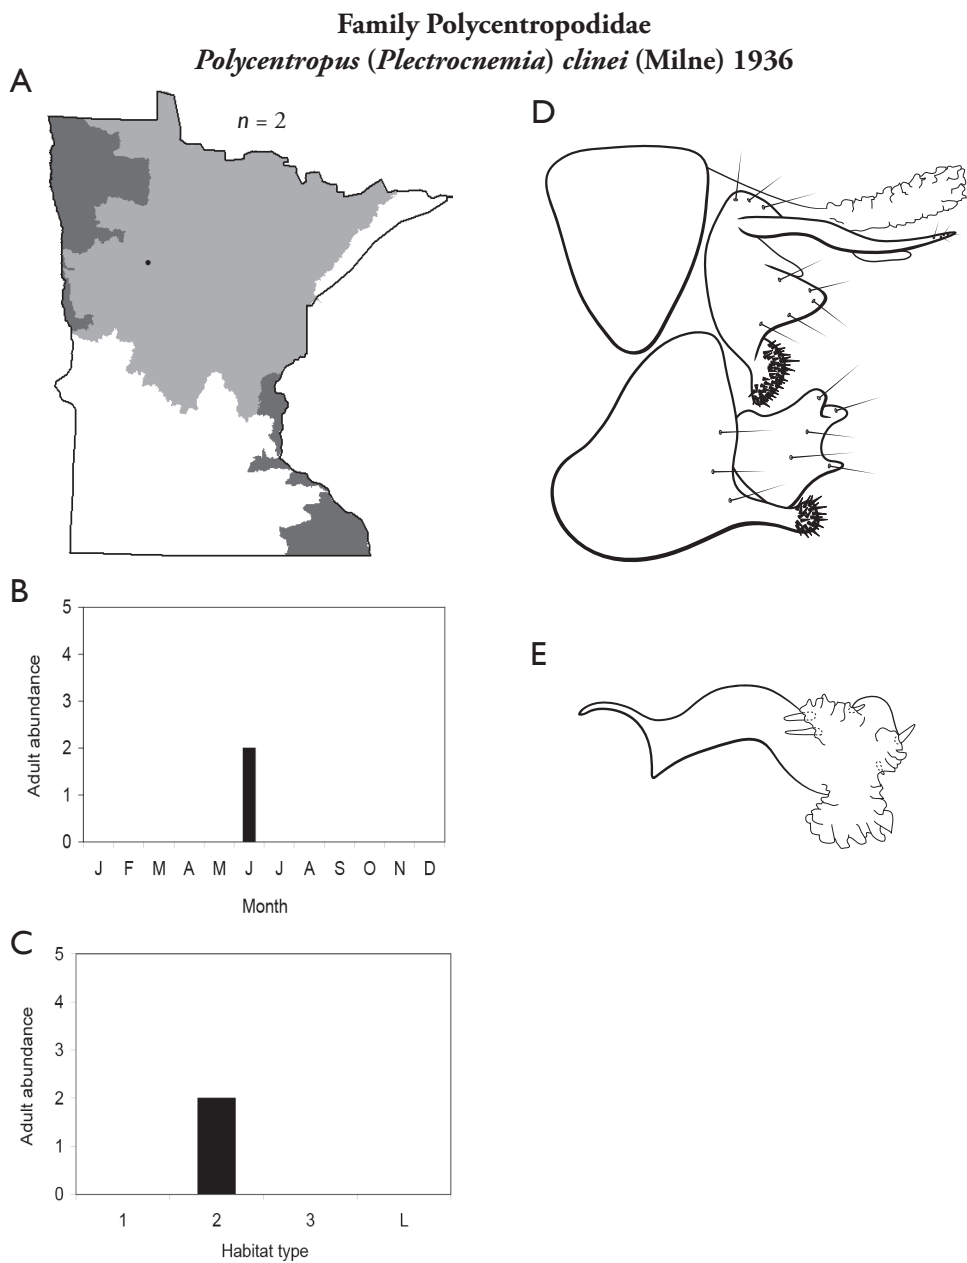 Family Polycentropodidae
Polycentropus (Plectrocnemia) clinei (Milne) 1936
A
n = 2
D
B
5
4
3
2
1
0
Adult abundance
J F M A M J J A S O N D
Month
E
C
5
4
3
2
1
0
Adult abundance
1 2 3 L
Habitat type